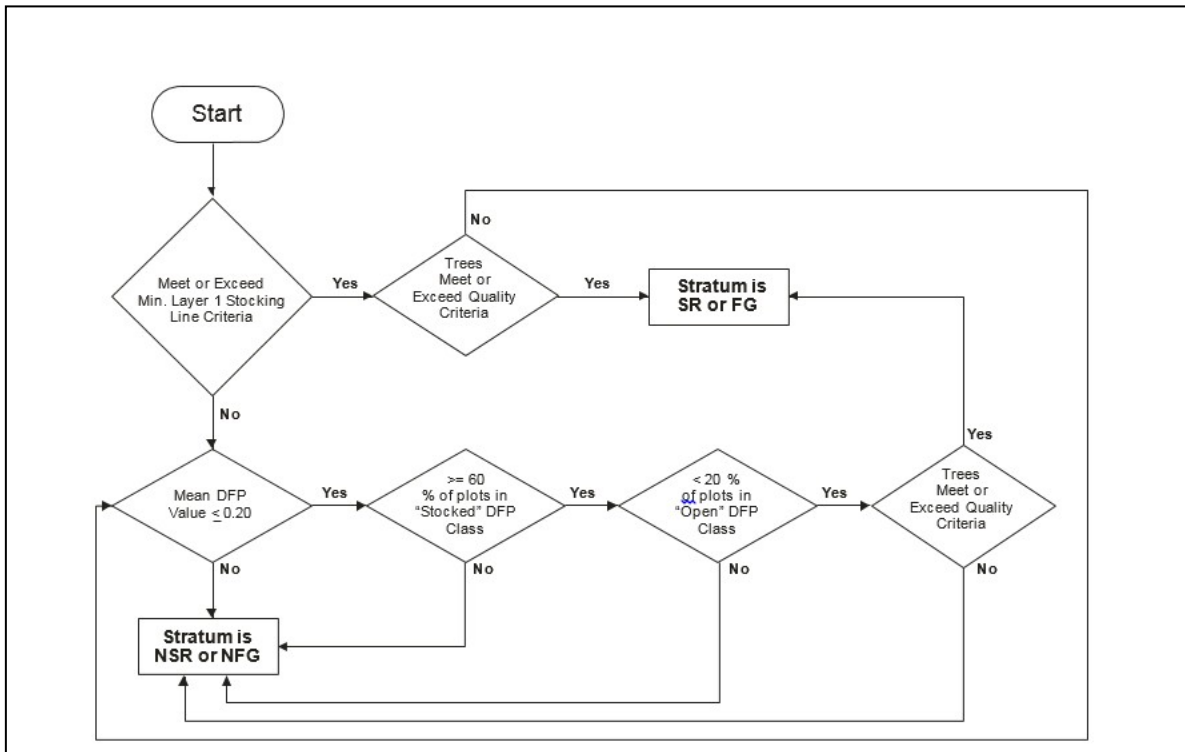 Start
No
Meet or Exceed
Min. Layer 1 Stocking
Line Criteria
Yes
Trees
Meet or
Exceed Quality
Criteria
Yes
Stratum is
SR or FG
No
Yes
Mean DFP
Value ≤ 0.20
Yes
>= 60
% of plots in
“Stocked” DFP
Class
Yes
< 20 %
of plots in
“Open” DFP
Class
Yes
Trees
Meet or
Exceed Quality
Criteria
No
No
No
No
Stratum is
NSR or NFG